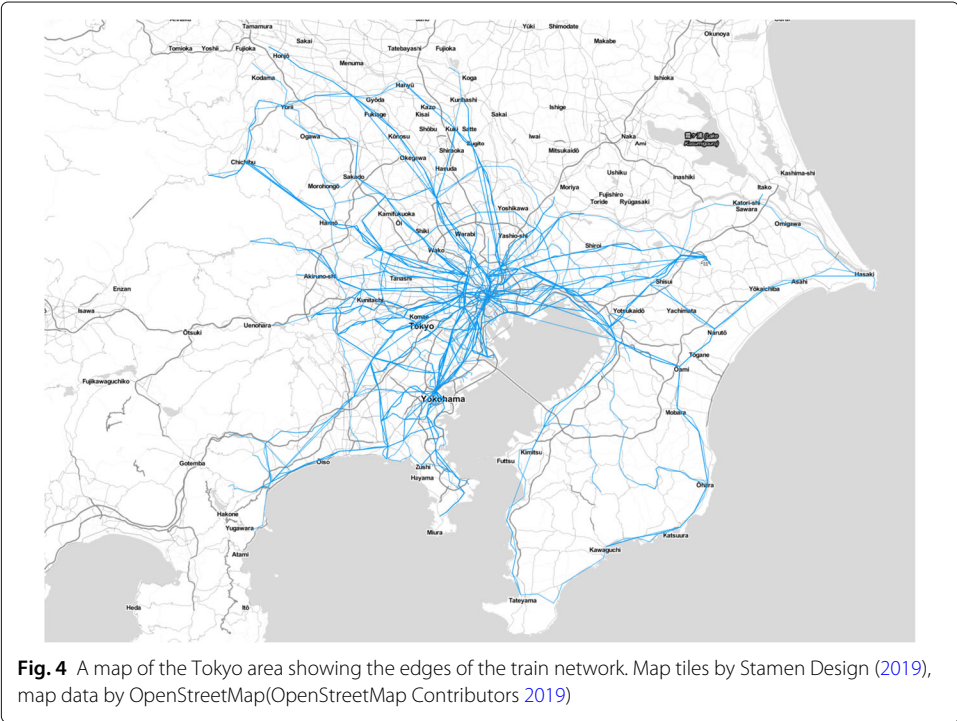 Tamamura
Yūki
Shimodate
Okunoya
Sakai
Makabe
Tomioka
Yoshii
Fujioka
Tatebayashi
Fujioka
Honjō
Menuma
Kodama
Koga
Ishioka
Hanyū
Gyōda
Kurihashi
Yorii
Kazo
Ishige
Fukiage
Kisai
Sakai
Ogawa
Kōnosu
Shōbu
Kuki
Satte
Iwai
Naka
Sugito
Ami
Shiraoka
Mitsukaidō
Okegawa
Chichibu
Hasuda
Ushiku
Inashiki
Kashima-shi
Sakado
Moriya
Itako
Morohongō
Fujishiro
Toride
Ryūgasaki
Katori-shi
Sawara
Kamifukuoka
Yoshikawa
Hannō
Ōi
Omigawa
Shiki
Warabi
Yashio-shi
Wako
Shiroi
Akiruno-shi
Tanashi
Shisui
Asahi
Hasaki
Enzan
Yōkaichiba
Kunitachi
Isawa
Komae
Yotsukaidō
Yachimata
Uenohara
Tokyo
Ōtsuki
Narutō
Tōgane
Ōami
Fujikawaguchiko
Yokohama
Mobara
Kimitsu
Gotemba
Ōiso
Zushi
Futtsu
Hayama
Ōhara
Hakone
Yugawara
Miura
Katsuura
Atami
Kawaguchi
Tateyama
Heda
Itō
Fig. 4 A map of the Tokyo area showing the edges of the train network. Map tiles by Stamen Design (2019),
map data by OpenStreetMap(OpenStreetMap Contributors 2019)